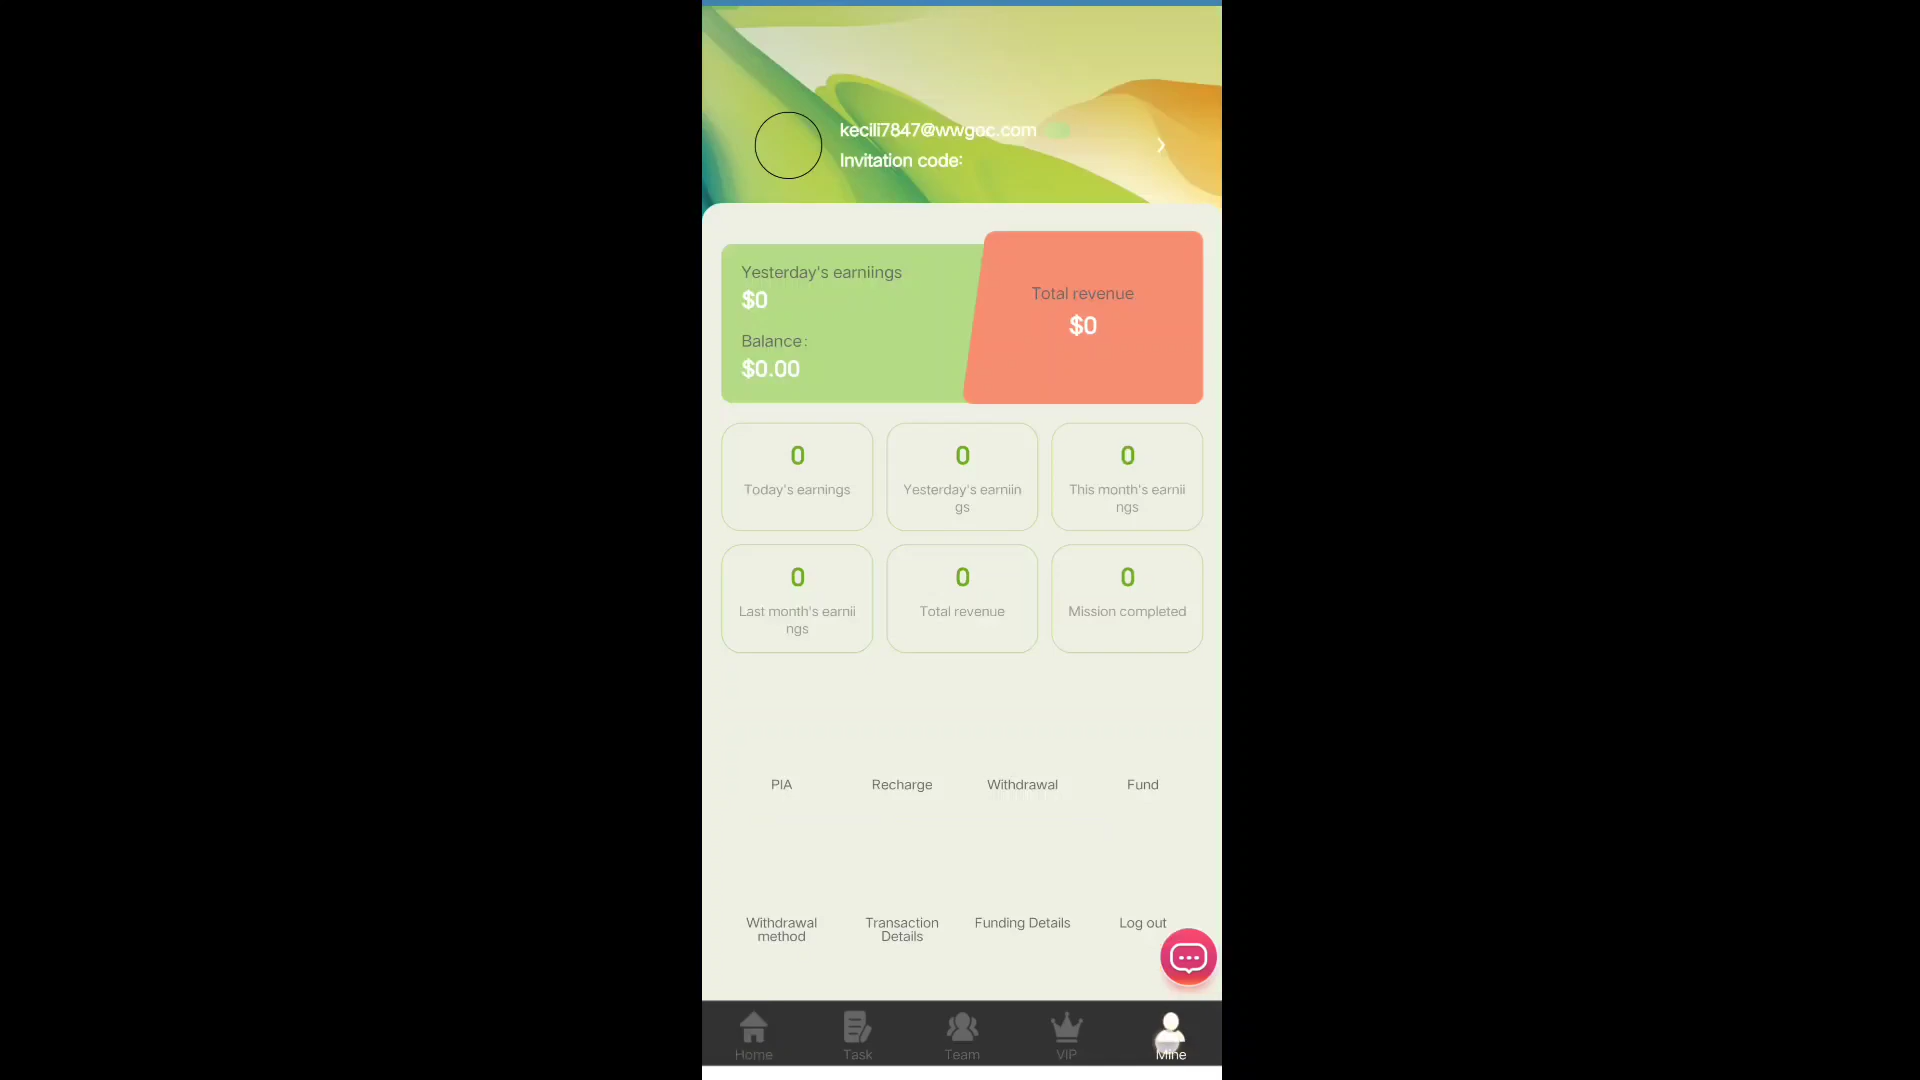 kecili7847@wwgoc.com
Invitation code:
Yesterday's earniings
$0
Balance:
$0.00
Total revenue
$0
0
Today's earnings
0
Yesterday's earniin
gs
0
This month's earnii
ngs
0
Last month's earnii
ngs
0
Total revenue
0
Mission completed
PIA
Recharge
Withdrawal
Fund
Withdrawal
method
Transaction
Details
Funding Details
Log out
Home
Task
Team
VIP
Mine